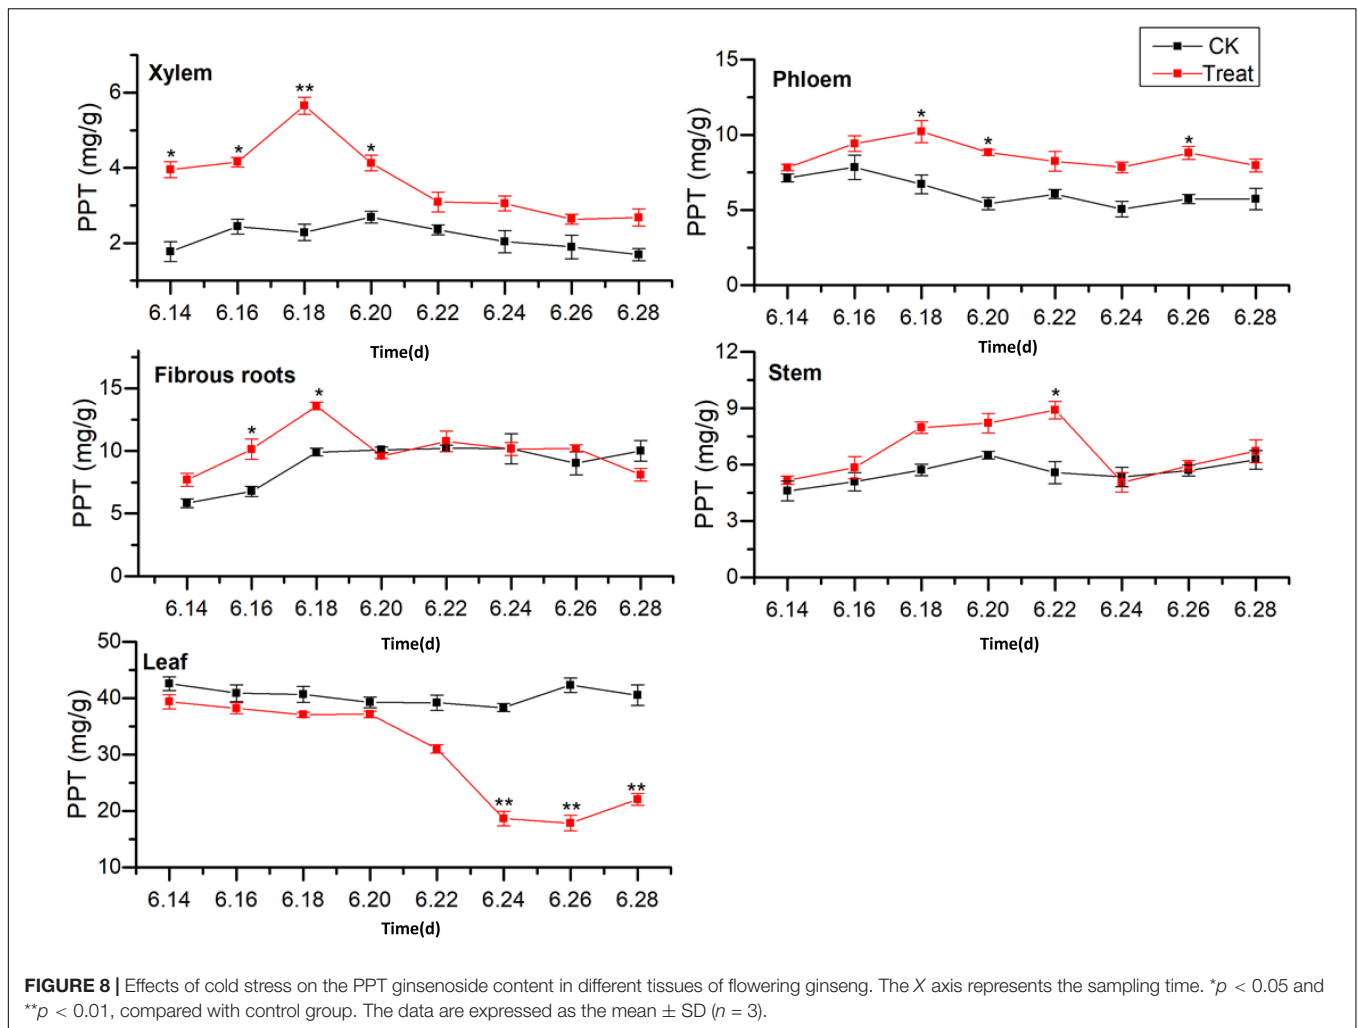 Xylem
PPT (mg/g)
6
4
2
** 
* * *
6.14 6.16 6.18 6.20 6.22 6.24 6.26 6.28
Time(d)
CK
Treat
Phloem
PPT (mg/g)
15
10
5
0
* * *
6.14 6.16 6.18 6.20 6.22 6.24 6.26 6.28
Time(d)
Fibrous roots
PPT (mg/g)
15
10
5
0
* *
6.14 6.16 6.18 6.20 6.22 6.24 6.26 6.28
Time(d)
Stem
PPT (mg/g)
12
9
6
3
0
*
6.14 6.16 6.18 6.20 6.22 6.24 6.26 6.28
Time(d)
Leaf
PPT (mg/g)
50
40
30
20
10
** ** **
6.14 6.16 6.18 6.20 6.22 6.24 6.26 6.28
Time(d)
FIGURE 8 | Effects of cold stress on the PPT ginsenoside content in different tissues of flowering ginseng. The X axis represents the sampling time. *p < 0.05 and
**p < 0.01, compared with control group. The data are expressed as the mean ± SD (n = 3).